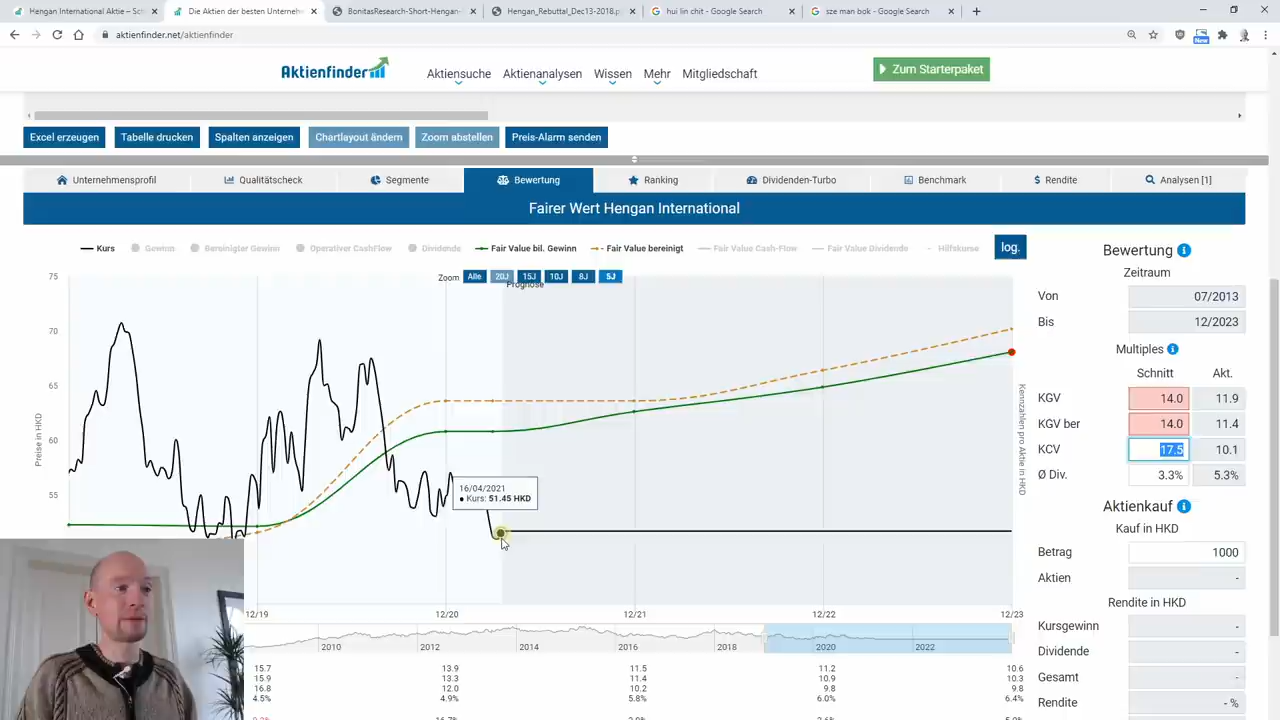 Hengan International Aktie – Sch
Die Aktien der besten Unterneh
BonitasResearch-Short-Hengan-
Hengan_Rebuttal_Dec13-2018.p
hui lin chit - Google Search
sze man bok - Google Search
aktienfinder.net/aktienfinder
New
Aktienfinder
Aktiensuche
Aktienanalysen
Wissen
Mehr
Mitgliedschaft
Zum Starterpaket
Excel erzeugen
Tabelle drucken
Spalten anzeigen
Chartlayout ändern
Zoom abstellen
Preis-Alarm senden
Unternehmensprofil
Qualitätscheck
Segmente
Bewertung
Ranking
Dividenden-Turbo
Benchmark
$ Rendite
Analysen [1]
Fairer Wert Hengan International
Kurs
Gewinn
Bereinigter Gewinn
Operativer CashFlow
Dividende
Fair Value bil. Gewinn
Fair Value bereinigt
Fair Value Cash-Flow
Fair Value Dividende
Hilfskurse
log.
Zoom
Alle
20J
15J
10J
8J
5J
Prognose
75
70
65
60
55
Preise in HKD
Kennzahlen pro Aktie in HKD
16/04/2021
Kurs: 51.45 HKD
12/19
12/20
12/21
12/22
12/23
2010
2012
2014
2016
2018
2020
2022
15.7 13.9 11.5 11.2 10.6
15.9 13.3 11.4 10.9 10.3
16.8 12.0 10.2 9.8 9.8
4.5% 4.9% 5.8% 6.0% 6.4%
Bewertung
Zeitraum
Von 07/2013
Bis 12/2023
Multiples
Schnitt Akt.
KGV 14.0 11.9
KGV ber 14.0 11.4
KCV 17.5 10.1
Ø Div. 3.3% 5.3%
Aktienkauf
Kauf in HKD
Betrag 1000
Aktien -
Rendite in HKD
Kursgewinn -
Dividende -
Gesamt -
Rendite - %